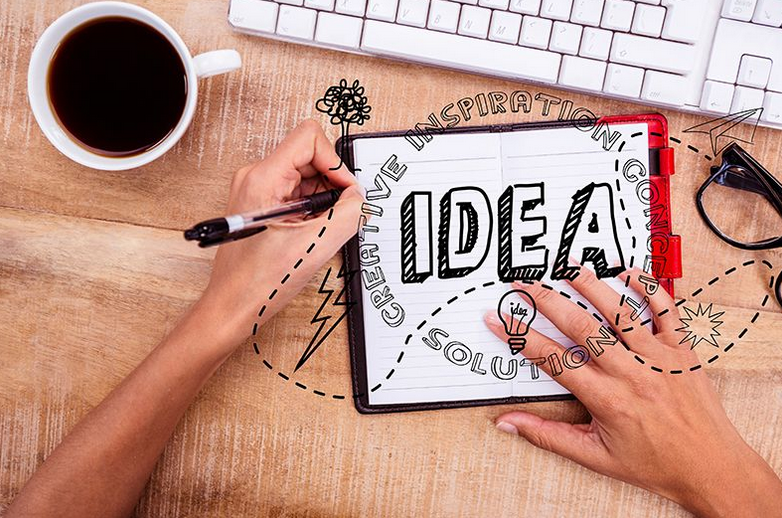 CREATIVE
INSPIRATION
CONCEPT
IDEA
idea
SOLUTION